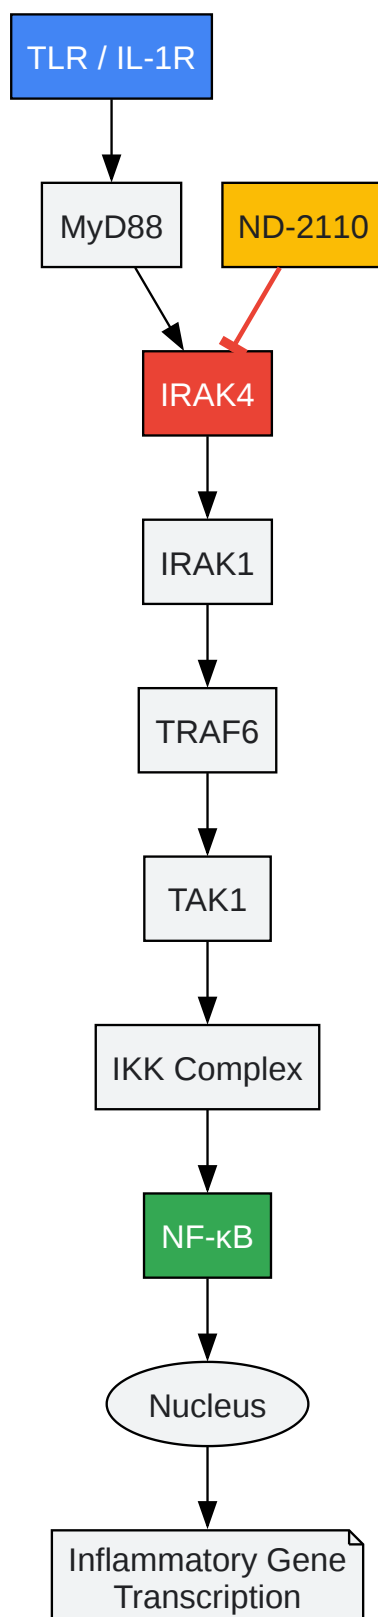 TLR / IL-1R
MyD88
ND-2110
IRAK4
IRAK1
TRAF6
TAK1
IKK Complex
NF-κB
Nucleus
Inflammatory Gene
Transcription